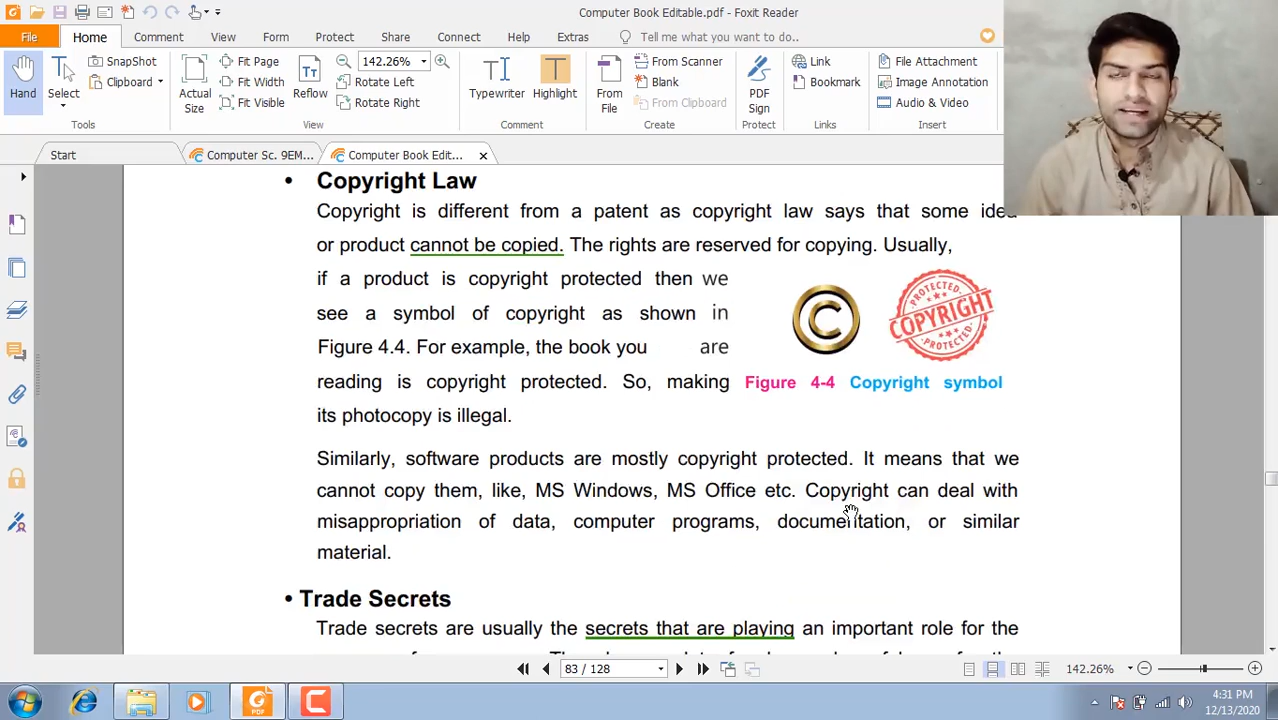 Computer Book Editable.pdf - Foxit Reader
File Home Comment View Form Protect Share Connect Help Extras Tell me what you want to do..
Hand
Select
SnapShot
Clipboard
Tools
Actual Size
Fit Page
Fit Width
Fit Visible
Reflow
142.26%
Rotate Left
Rotate Right
View
Typewriter
Highlight
Comment
From File
From Scanner
Blank
From Clipboard
Create
PDF Sign
Protect
Link
Bookmark
Links
File Attachment
Image Annotation
Audio & Video
Insert
Start Computer Sc. 9EM... Computer Book Edit...
• Copyright Law
Copyright is different from a patent as copyright law says that some idea
or product cannot be copied. The rights are reserved for copying. Usually,
if a product is copyright protected then we
see a symbol of copyright as shown in
Figure 4.4. For example, the book you are
reading is copyright protected. So, making
its photocopy is illegal.
©
PROTECTED
COPYRIGHT
PROTECTED
Figure 4-4 Copyright symbol
Similarly, software products are mostly copyright protected. It means that we
cannot copy them, like, MS Windows, MS Office etc. Copyright can deal with
misappropriation of data, computer programs, documentation, or similar
material.
• Trade Secrets
Trade secrets are usually the secrets that are playing an important role for the
83 / 128
142.26%
PDF
4:31 PM
12/13/2020